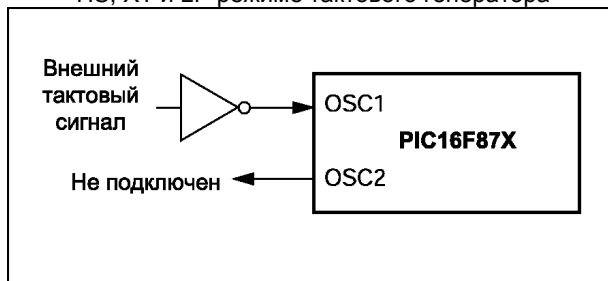 HS, XT и LP режиме тактового генератора
Внешний
тактовый
сигнал
OSC1
PIC16F87X
Не подключен
OSC2